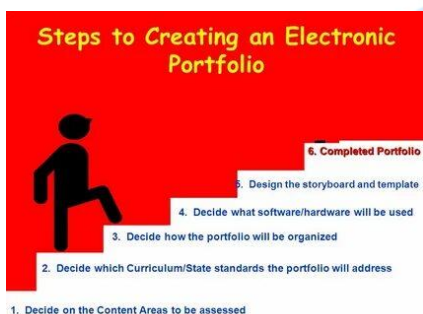 Steps to Creating an Electronic
Portfolio
6. Completed Portfolio
5. Design the storyboard and template
4. Decide what software/hardware will be used
3. Decide how the portfolio will be organized
2. Decide which Curriculum/State standards the portfolio will address
1. Decide on the Content Areas to be assessed